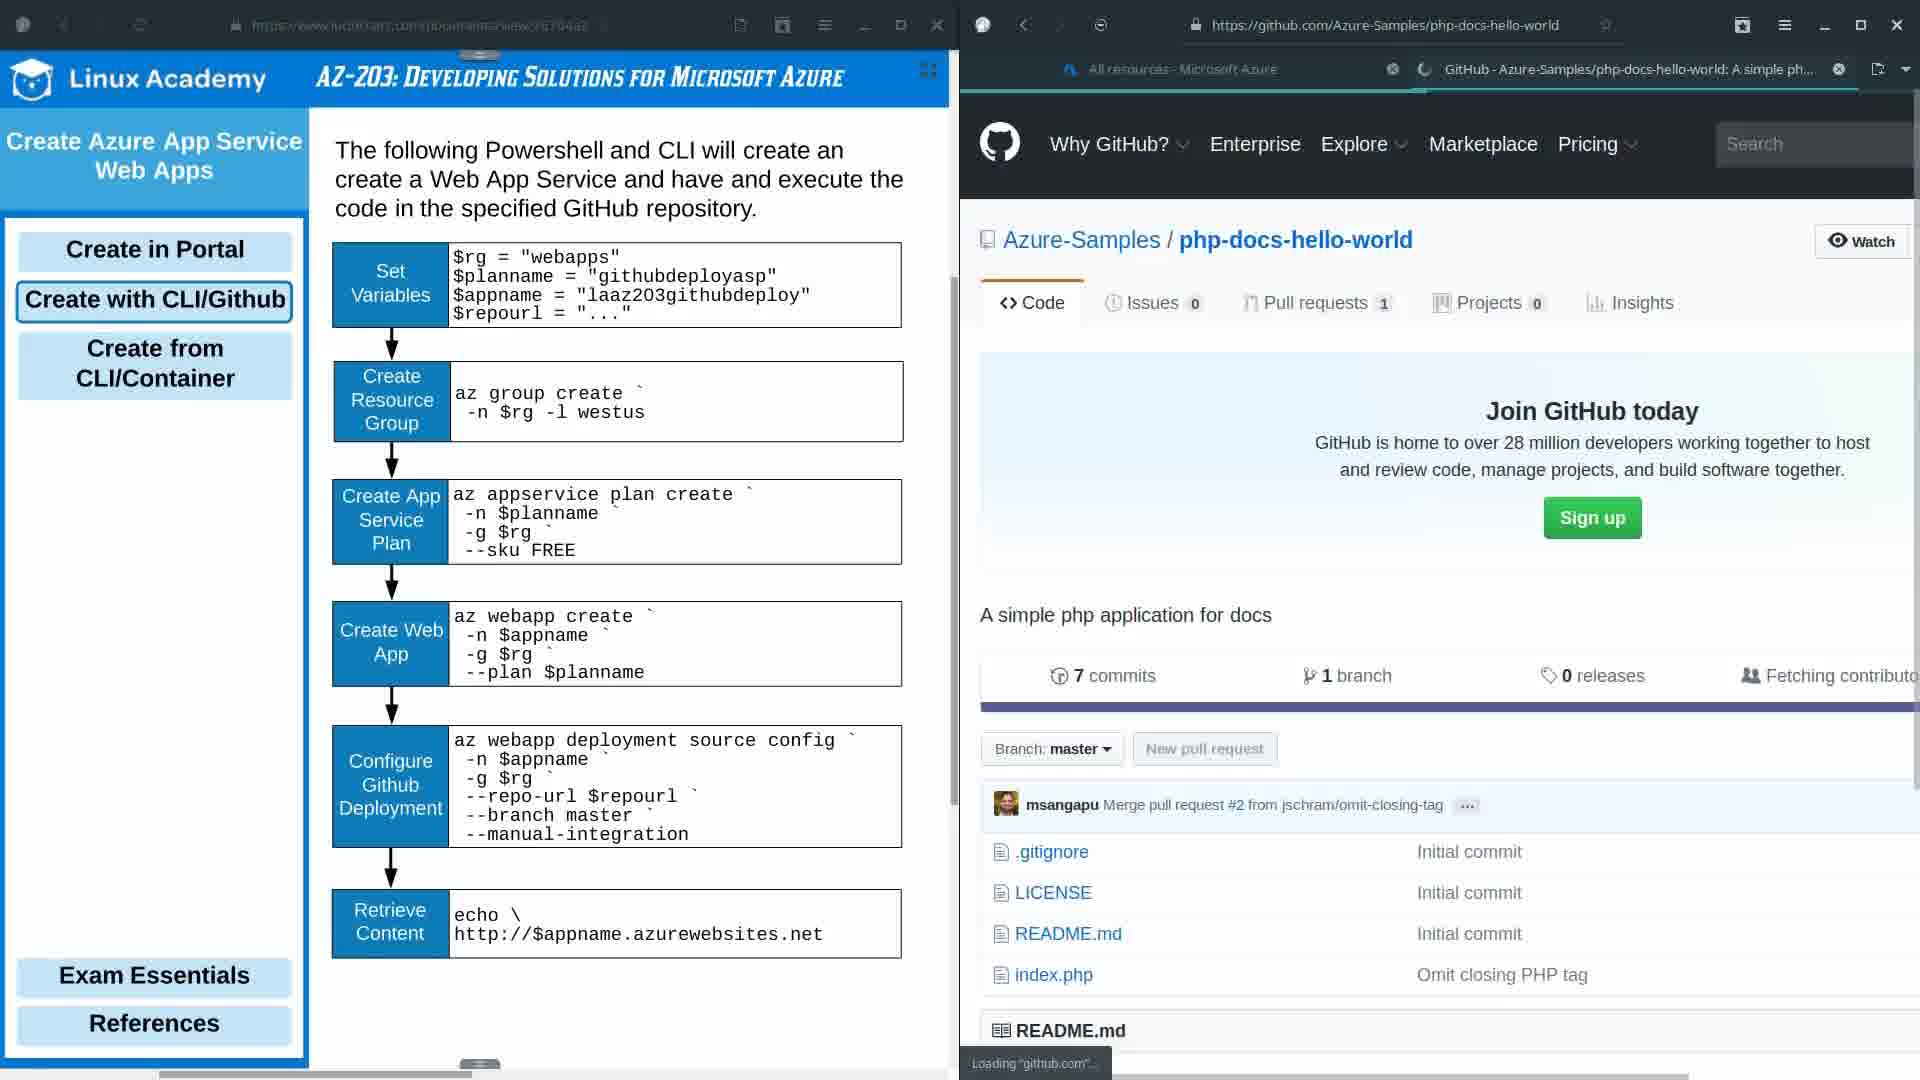 https://github.com/Azure-Samples/php-docs-hello-world
Linux Academy
AZ-203: Developing Solutions for Microsoft Azure
All resources - Microsoft Azure
GitHub - Azure-Samples/php-docs-hello-world: A simple ph...
Create Azure App Service
Web Apps
Create in Portal
Create with CLI/Github
Create from
CLI/Container
Exam Essentials
References
The following Powershell and CLI will create an
create a Web App Service and have and execute the
code in the specified GitHub repository.
Set
Variables
$rg = "webapps"
$planname = "githubdeployasp"
$appname = "laaz2O3githubdeploy"
$repourl = "..."
Create
Resource
Group
az group create `
-n $rg -l westus
Create App
Service
Plan
az appservice plan create `
-n $planname `
-g $rg `
--sku FREE
Create Web
App
az webapp create `
-n $appname `
-g $rg `
--plan $planname
Configure
Github
Deployment
az webapp deployment source config `
-n $appname `
-g $rg `
--repo-url $repourl `
--branch master `
--manual-integration
Retrieve
Content
echo \
http://$appname.azurewebsites.net
Why GitHub? Enterprise Explore Marketplace Pricing
Search
Azure-Samples / php-docs-hello-world
Watch
<> Code Issues 0 Pull requests 1 Projects 0 Insights
Join GitHub today
GitHub is home to over 28 million developers working together to host
and review code, manage projects, and build software together.
Sign up
A simple php application for docs
7 commits 1 branch 0 releases Fetching contributo
Branch: master New pull request
msangapu Merge pull request #2 from jschram/omit-closing-tag ...
.gitignore Initial commit
LICENSE Initial commit
README.md Initial commit
index.php Omit closing PHP tag
README.md
Loading "github.com"...